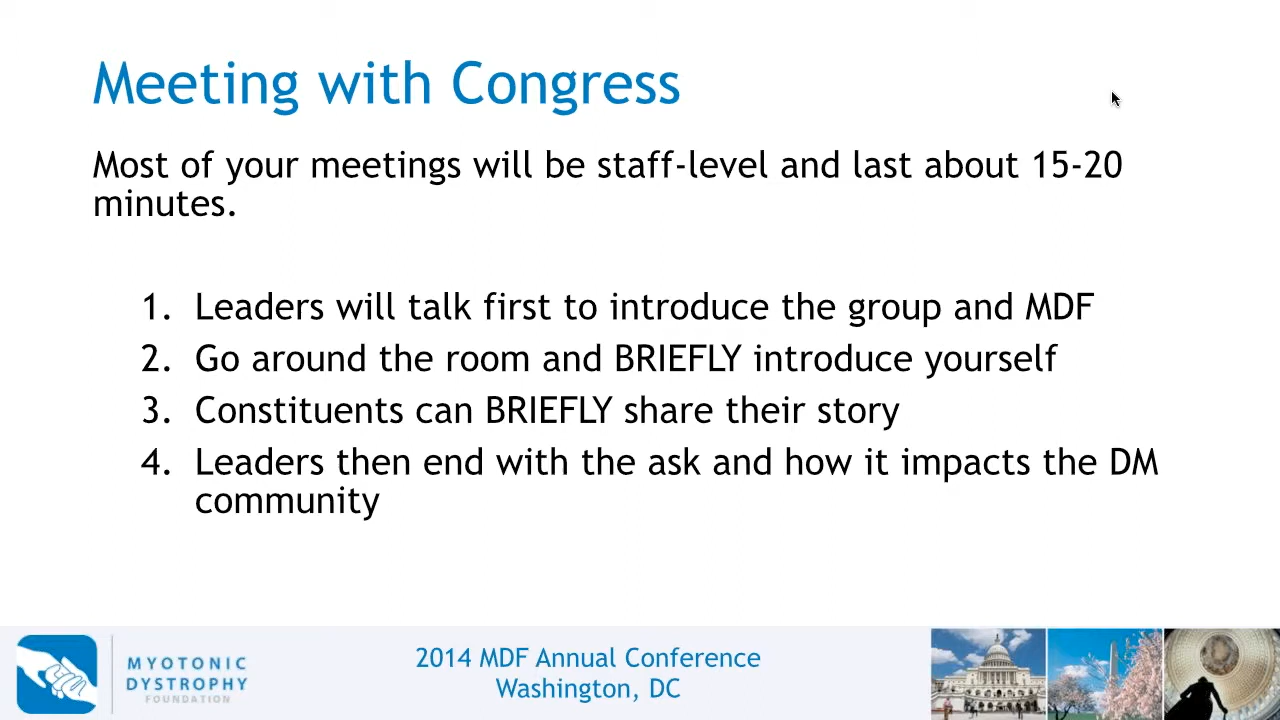 Meeting with Congress
Most of your meetings will be staff-level and last about 15-20
minutes.
1. Leaders will talk first to introduce the group and MDF
2. Go around the room and BRIEFLY introduce yourself
3. Constituents can BRIEFLY share their story
4. Leaders then end with the ask and how it impacts the DM
community
MYOTONIC
DYSTROPHY
FOUNDATION
2014 MDF Annual Conference
Washington, DC